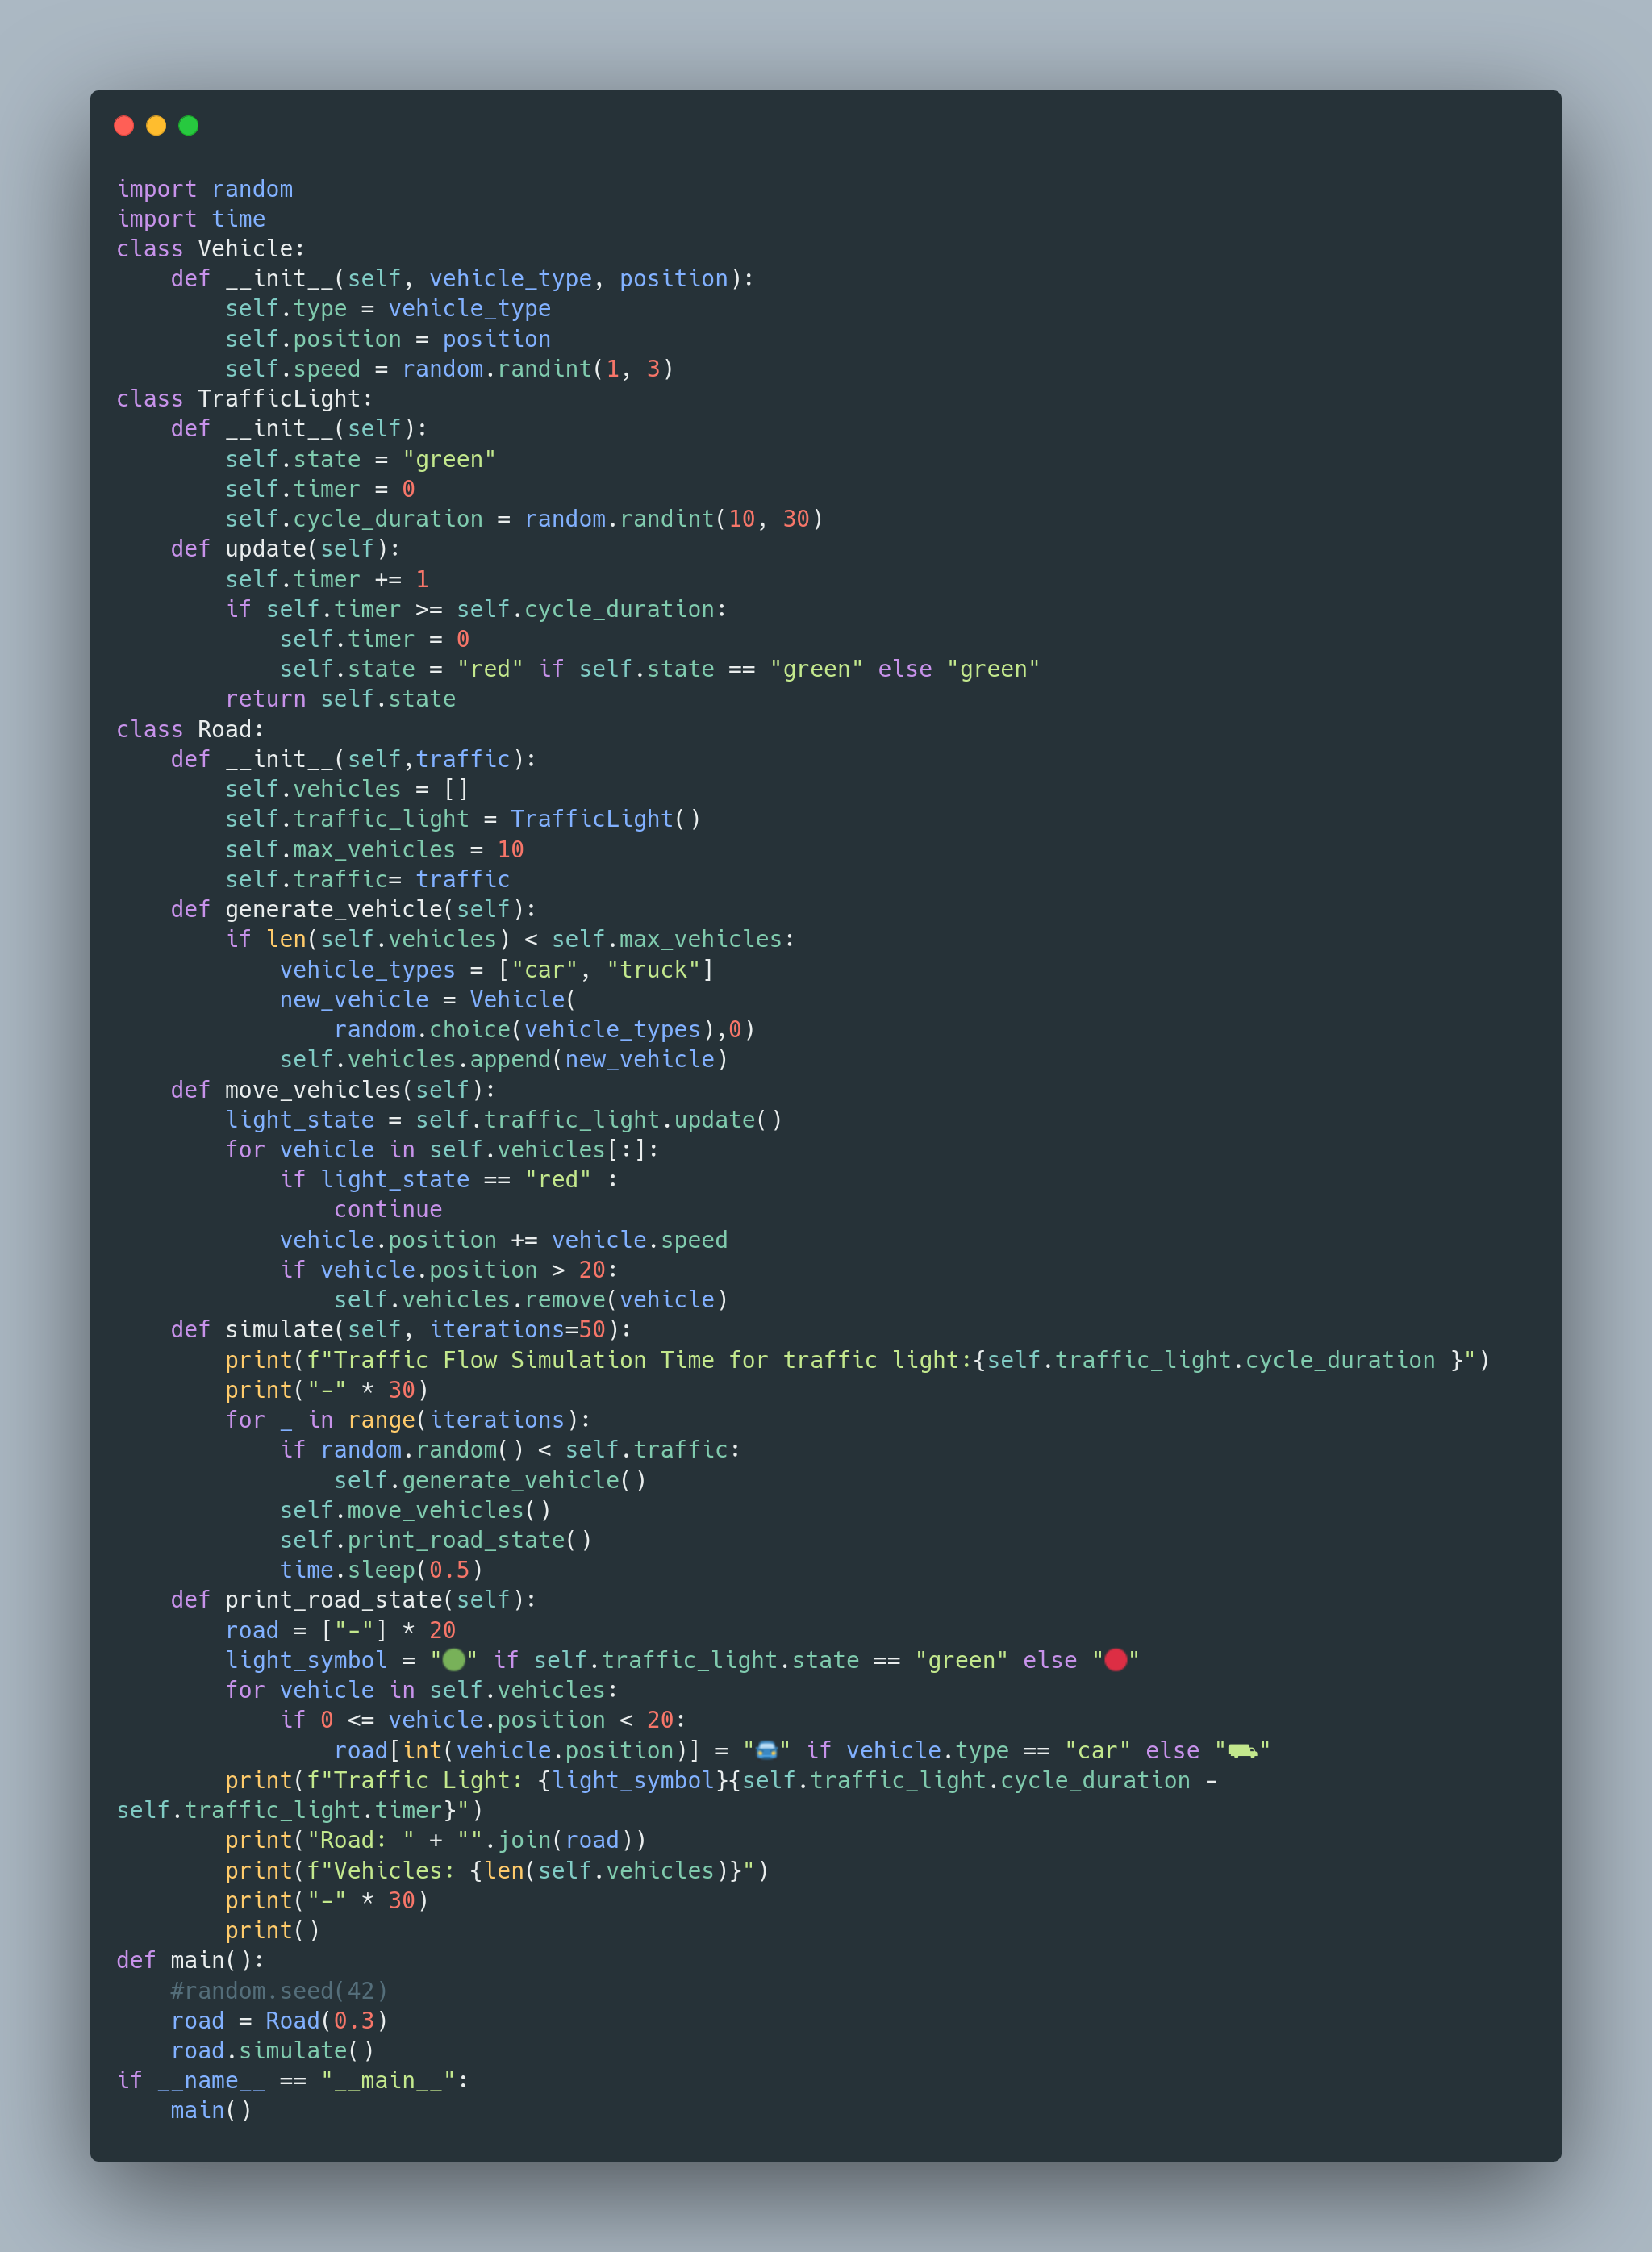 import random
import time
class Vehicle:
    def __init__(self, vehicle_type, position):
        self.type = vehicle_type
        self.position = position
        self.speed = random.randint(1, 3)
class TrafficLight:
    def __init__(self):
        self.state = "green"
        self.timer = 0
        self.cycle_duration = random.randint(10, 30)
    def update(self):
        self.timer += 1
        if self.timer >= self.cycle_duration:
            self.timer = 0
            self.state = "red" if self.state == "green" else "green"
        return self.state
class Road:
    def __init__(self,traffic):
        self.vehicles = []
        self.traffic_light = TrafficLight()
        self.max_vehicles = 10
        self.traffic= traffic
    def generate_vehicle(self):
        if len(self.vehicles) < self.max_vehicles:
            vehicle_types = ["car", "truck"]
            new_vehicle = Vehicle(
                random.choice(vehicle_types),0)
            self.vehicles.append(new_vehicle)
    def move_vehicles(self):
        light_state = self.traffic_light.update()
        for vehicle in self.vehicles[:]:
            if light_state == "red" :
                continue
            vehicle.position += vehicle.speed
            if vehicle.position > 20:
                self.vehicles.remove(vehicle)
    def simulate(self, iterations=50):
        print(f"Traffic Flow Simulation Time for traffic light:{self.traffic_light.cycle_duration }")
        print("-" * 30)
        for _ in range(iterations):
            if random.random() < self.traffic:
                self.generate_vehicle()
            self.move_vehicles()
            self.print_road_state()
            time.sleep(0.5)
    def print_road_state(self):
        road = ["-"] * 20
        light_symbol = "🟢" if self.traffic_light.state == "green" else "🔴"
        for vehicle in self.vehicles:
            if 0 <= vehicle.position < 20:
                road[int(vehicle.position)] = "🚘" if vehicle.type == "car" else "⛟"
        print(f"Traffic Light: {light_symbol}{self.traffic_light.cycle_duration -
self.traffic_light.timer}")
        print("Road: " + "".join(road))
        print(f"Vehicles: {len(self.vehicles)}")
        print("-" * 30)
        print()
def main():
    #random.seed(42)
    road = Road(0.3)
    road.simulate()
if __name__ == "__main__":
    main()